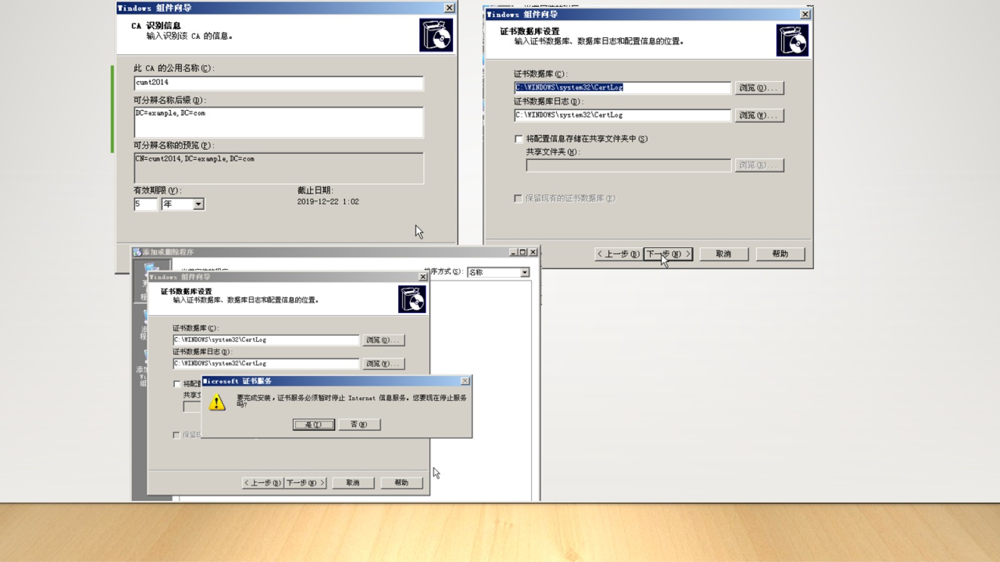 Windows 组件向导
CA 识别信息
输入识别该 CA 的信息。
此 CA 的公用名称(C):
cumt2014
可分辨名称后缀(D):
DC=example,DC=com
可分辨名称的预览(P):
CN=cumt2014,DC=example,DC=com
有效期限(V):
截止日期:
5
年
2019-12-22 1:02
Windows 组件向导
证书数据库设置
输入证书数据库、数据库日志和配置信息的位置。
证书数据库(C):
C:\WINDOWS\system32\CertLog
浏览(O)...
证书数据库日志(D):
C:\WINDOWS\system32\CertLog
浏览(W)...
将配置信息存储在共享文件夹中(S)
共享文件夹(H):
浏览(R)...
保留现有的证书数据库(E)
< 上一步(B)
下一步(N) >
取消
帮助
添加或删除程序
排序方式(S):
名称
Windows 组件向导
证书数据库设置
输入证书数据库、数据库日志和配置信息的位置。
证书数据库(C):
C:\WINDOWS\system32\CertLog
浏览(O)...
证书数据库日志(D):
C:\WINDOWS\system32\CertLog
浏览(W)...
将配置
共享文
Microsoft 证书服务
要完成安装，证书服务必须暂时停止 Internet 信息服务。您要现在停止服务
吗?
是(Y)
否(N)
保留现
< 上一步(B)
下一步(N) >
取消
帮助